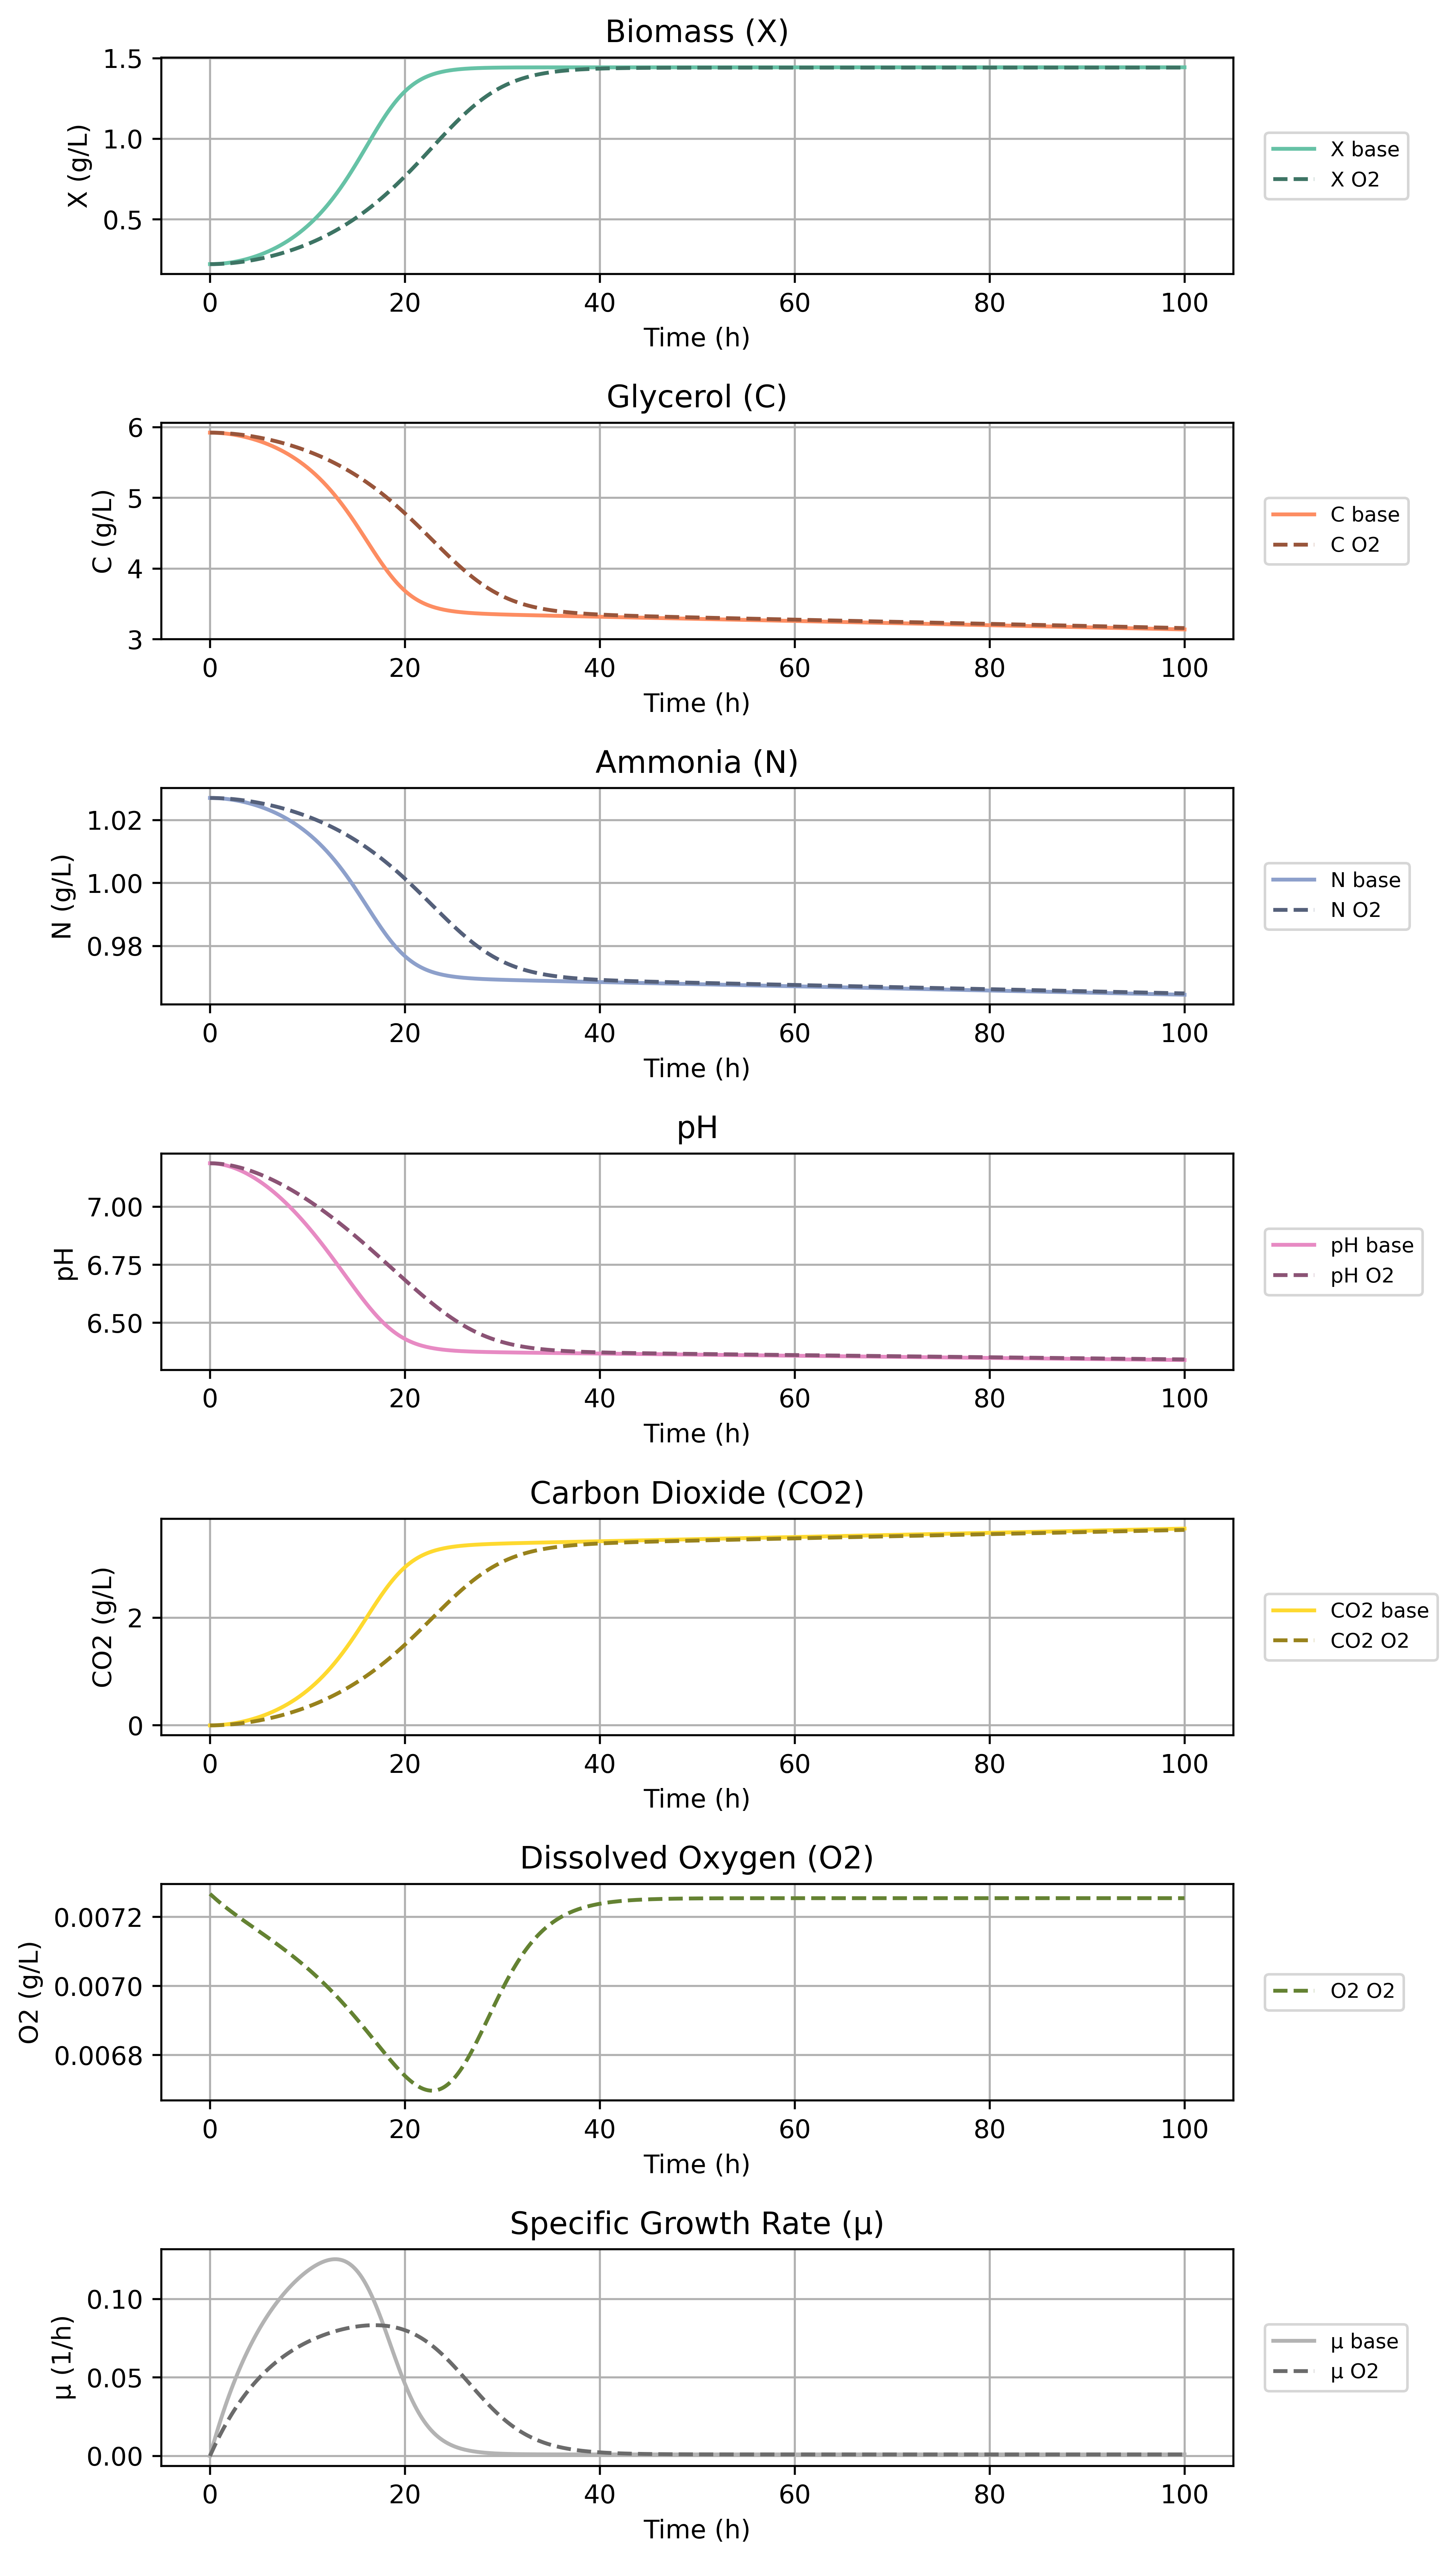 Biomass (X)
X (g/L)
1.5
1.0
0.5
0 20 40 60 80 100
Time (h)
X base
X O2
Glycerol (C)
C (g/L)
6
5
4
3
0 20 40 60 80 100
Time (h)
C base
C O2
Ammonia (N)
N (g/L)
1.02
1.00
0.98
0 20 40 60 80 100
Time (h)
N base
N O2
pH
pH
7.00
6.75
6.50
0 20 40 60 80 100
Time (h)
pH base
pH O2
Carbon Dioxide (CO2)
CO2 (g/L)
2
0
0 20 40 60 80 100
Time (h)
CO2 base
CO2 O2
Dissolved Oxygen (O2)
O2 (g/L)
0.0072
0.0070
0.0068
0 20 40 60 80 100
Time (h)
O2 O2
Specific Growth Rate (μ)
μ (1/h)
0.10
0.05
0.00
0 20 40 60 80 100
Time (h)
μ base
μ O2